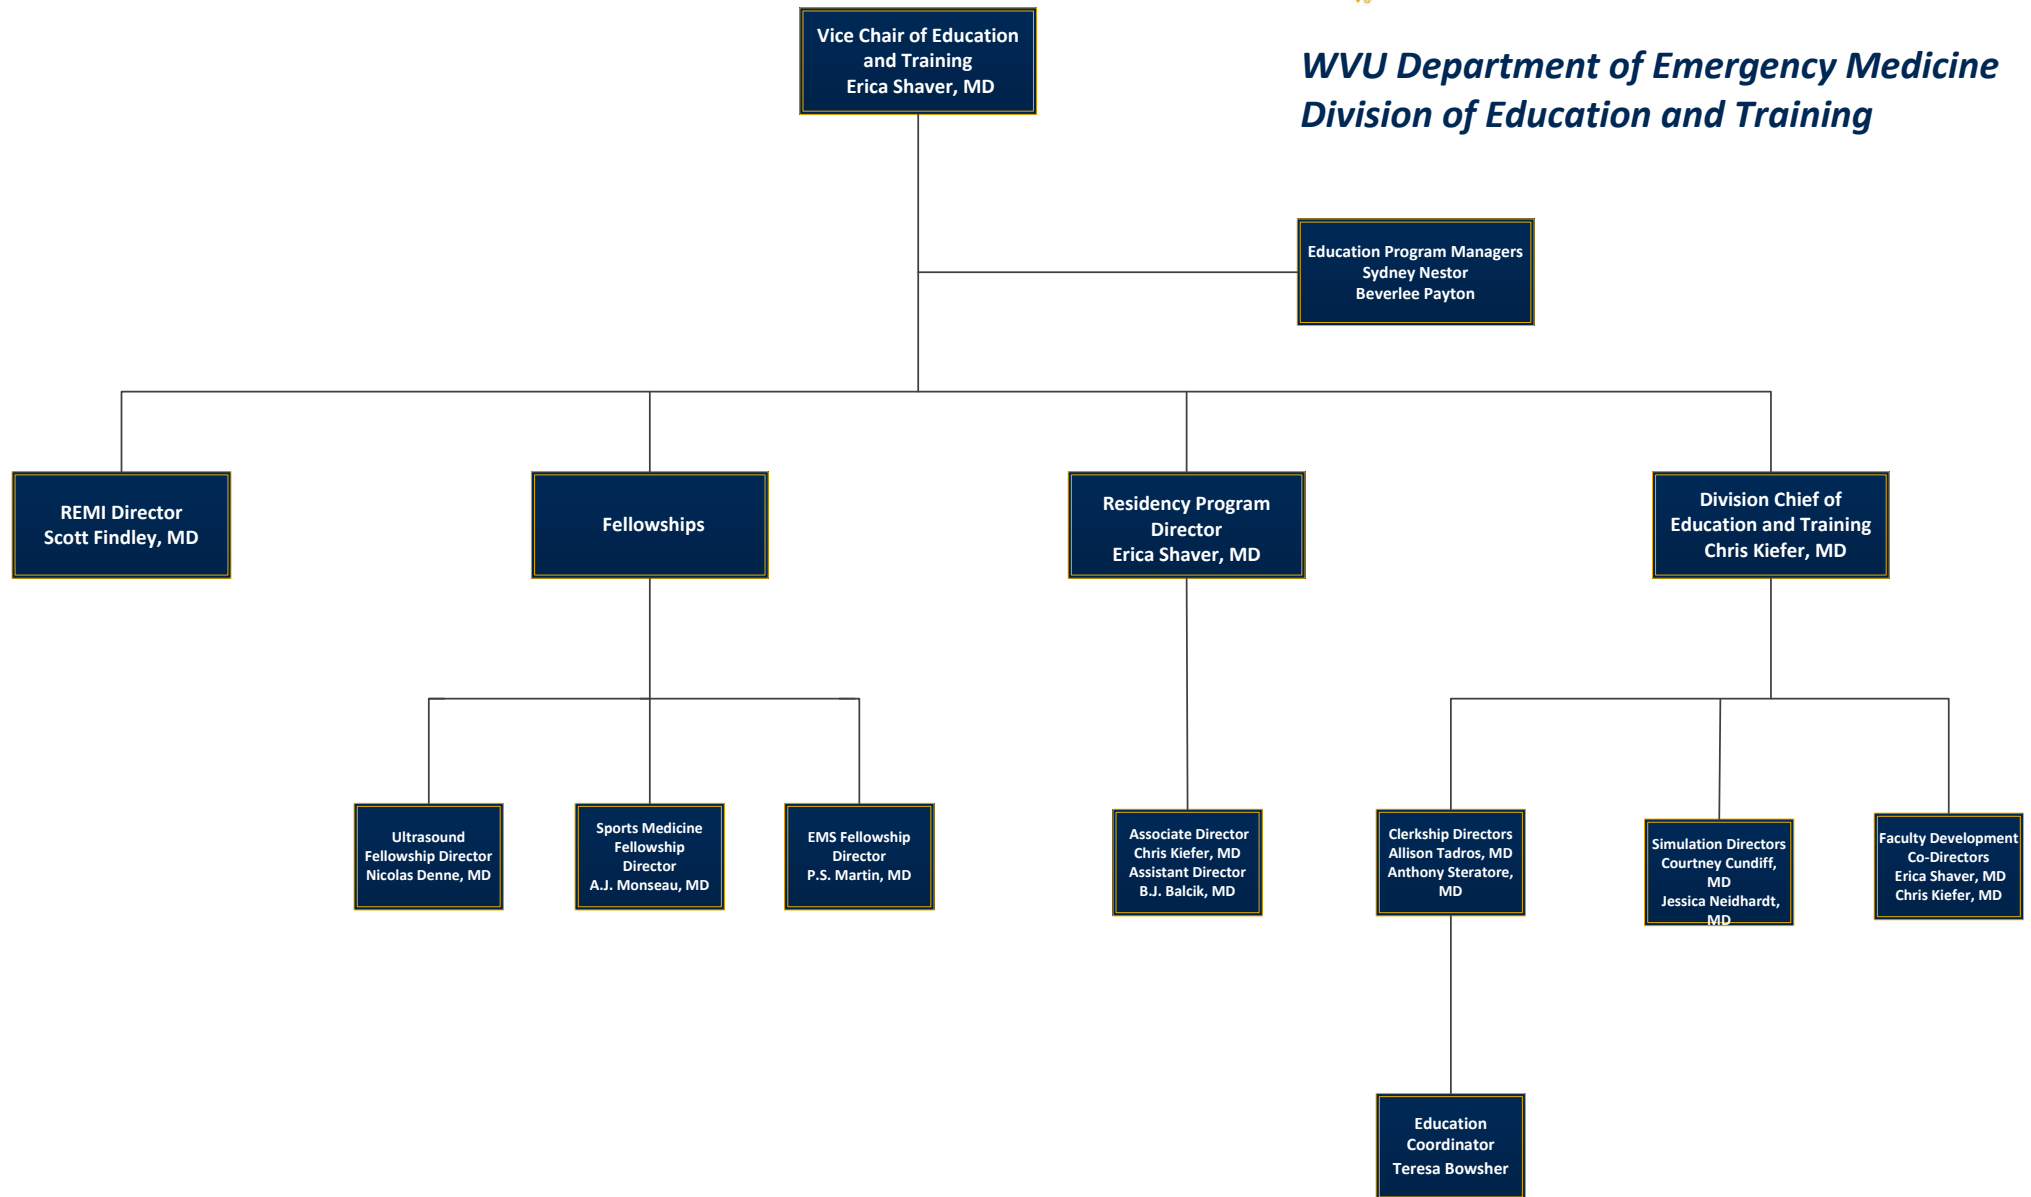 Vice Chair of Education
and Training
Erica Shaver, MD
WVU Department of Emergency Medicine
Division of Education and Training
Education Program Managers
Sydney Nestor
Beverlee Payton
REMI Director
Scott Findley, MD
Fellowships
Residency Program
Director
Erica Shaver, MD
Division Chief of
Education and Training
Chris Kiefer, MD
Ultrasound
Fellowship Director
Nicolas Denne, MD
Sports Medicine
Fellowship
Director
A.J. Monseau, MD
EMS Fellowship
Director
P.S. Martin, MD
Associate Director
Chris Kiefer, MD
Assistant Director
B.J. Balcik, MD
Clerkship Directors
Allison Tadros, MD
Anthony Steratore,
MD
Simulation Directors
Courtney Cundiff,
MD
Jessica Neidhardt,
MD
Faculty Development
Co-Directors
Erica Shaver, MD
Chris Kiefer, MD
Education
Coordinator
Teresa Bowsher